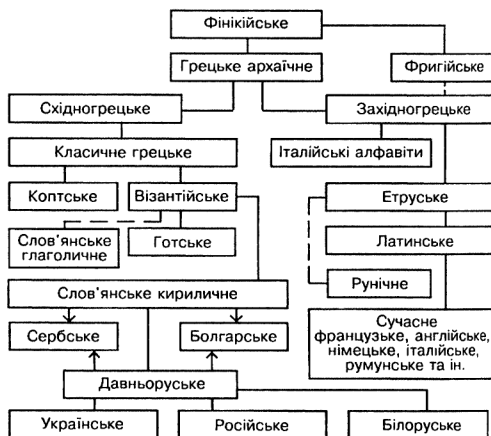 Фінікійське
Грецьке архаїчне
Фригійське
Східногрецьке
Західногрецьке
Класичне грецьке
Італійські алфавіти
Коптське
Візантійське
Етруське
Слов'янське
глаголичне
Готське
Латинське
Рунічне
Слов'янське кириличне
Сербське
Болгарське
Сучасне
французьке, англійське,
німецьке, італійське,
румунське та ін.
Давньоруське
Українське
Російське
Білоруське